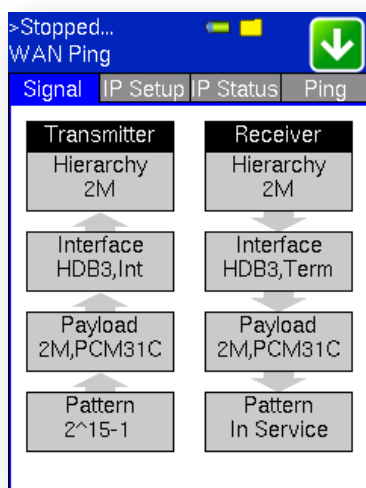 >Stopped...
WAN Ping
Signal IP Setup IP Status Ping
Transmitter
Hierarchy
2M
Interface
HDB3,Int
Payload
2M,PCM31C
Pattern
2^15-1
Receiver
Hierarchy
2M
Interface
HDB3,Term
Payload
2M,PCM31C
Pattern
In Service